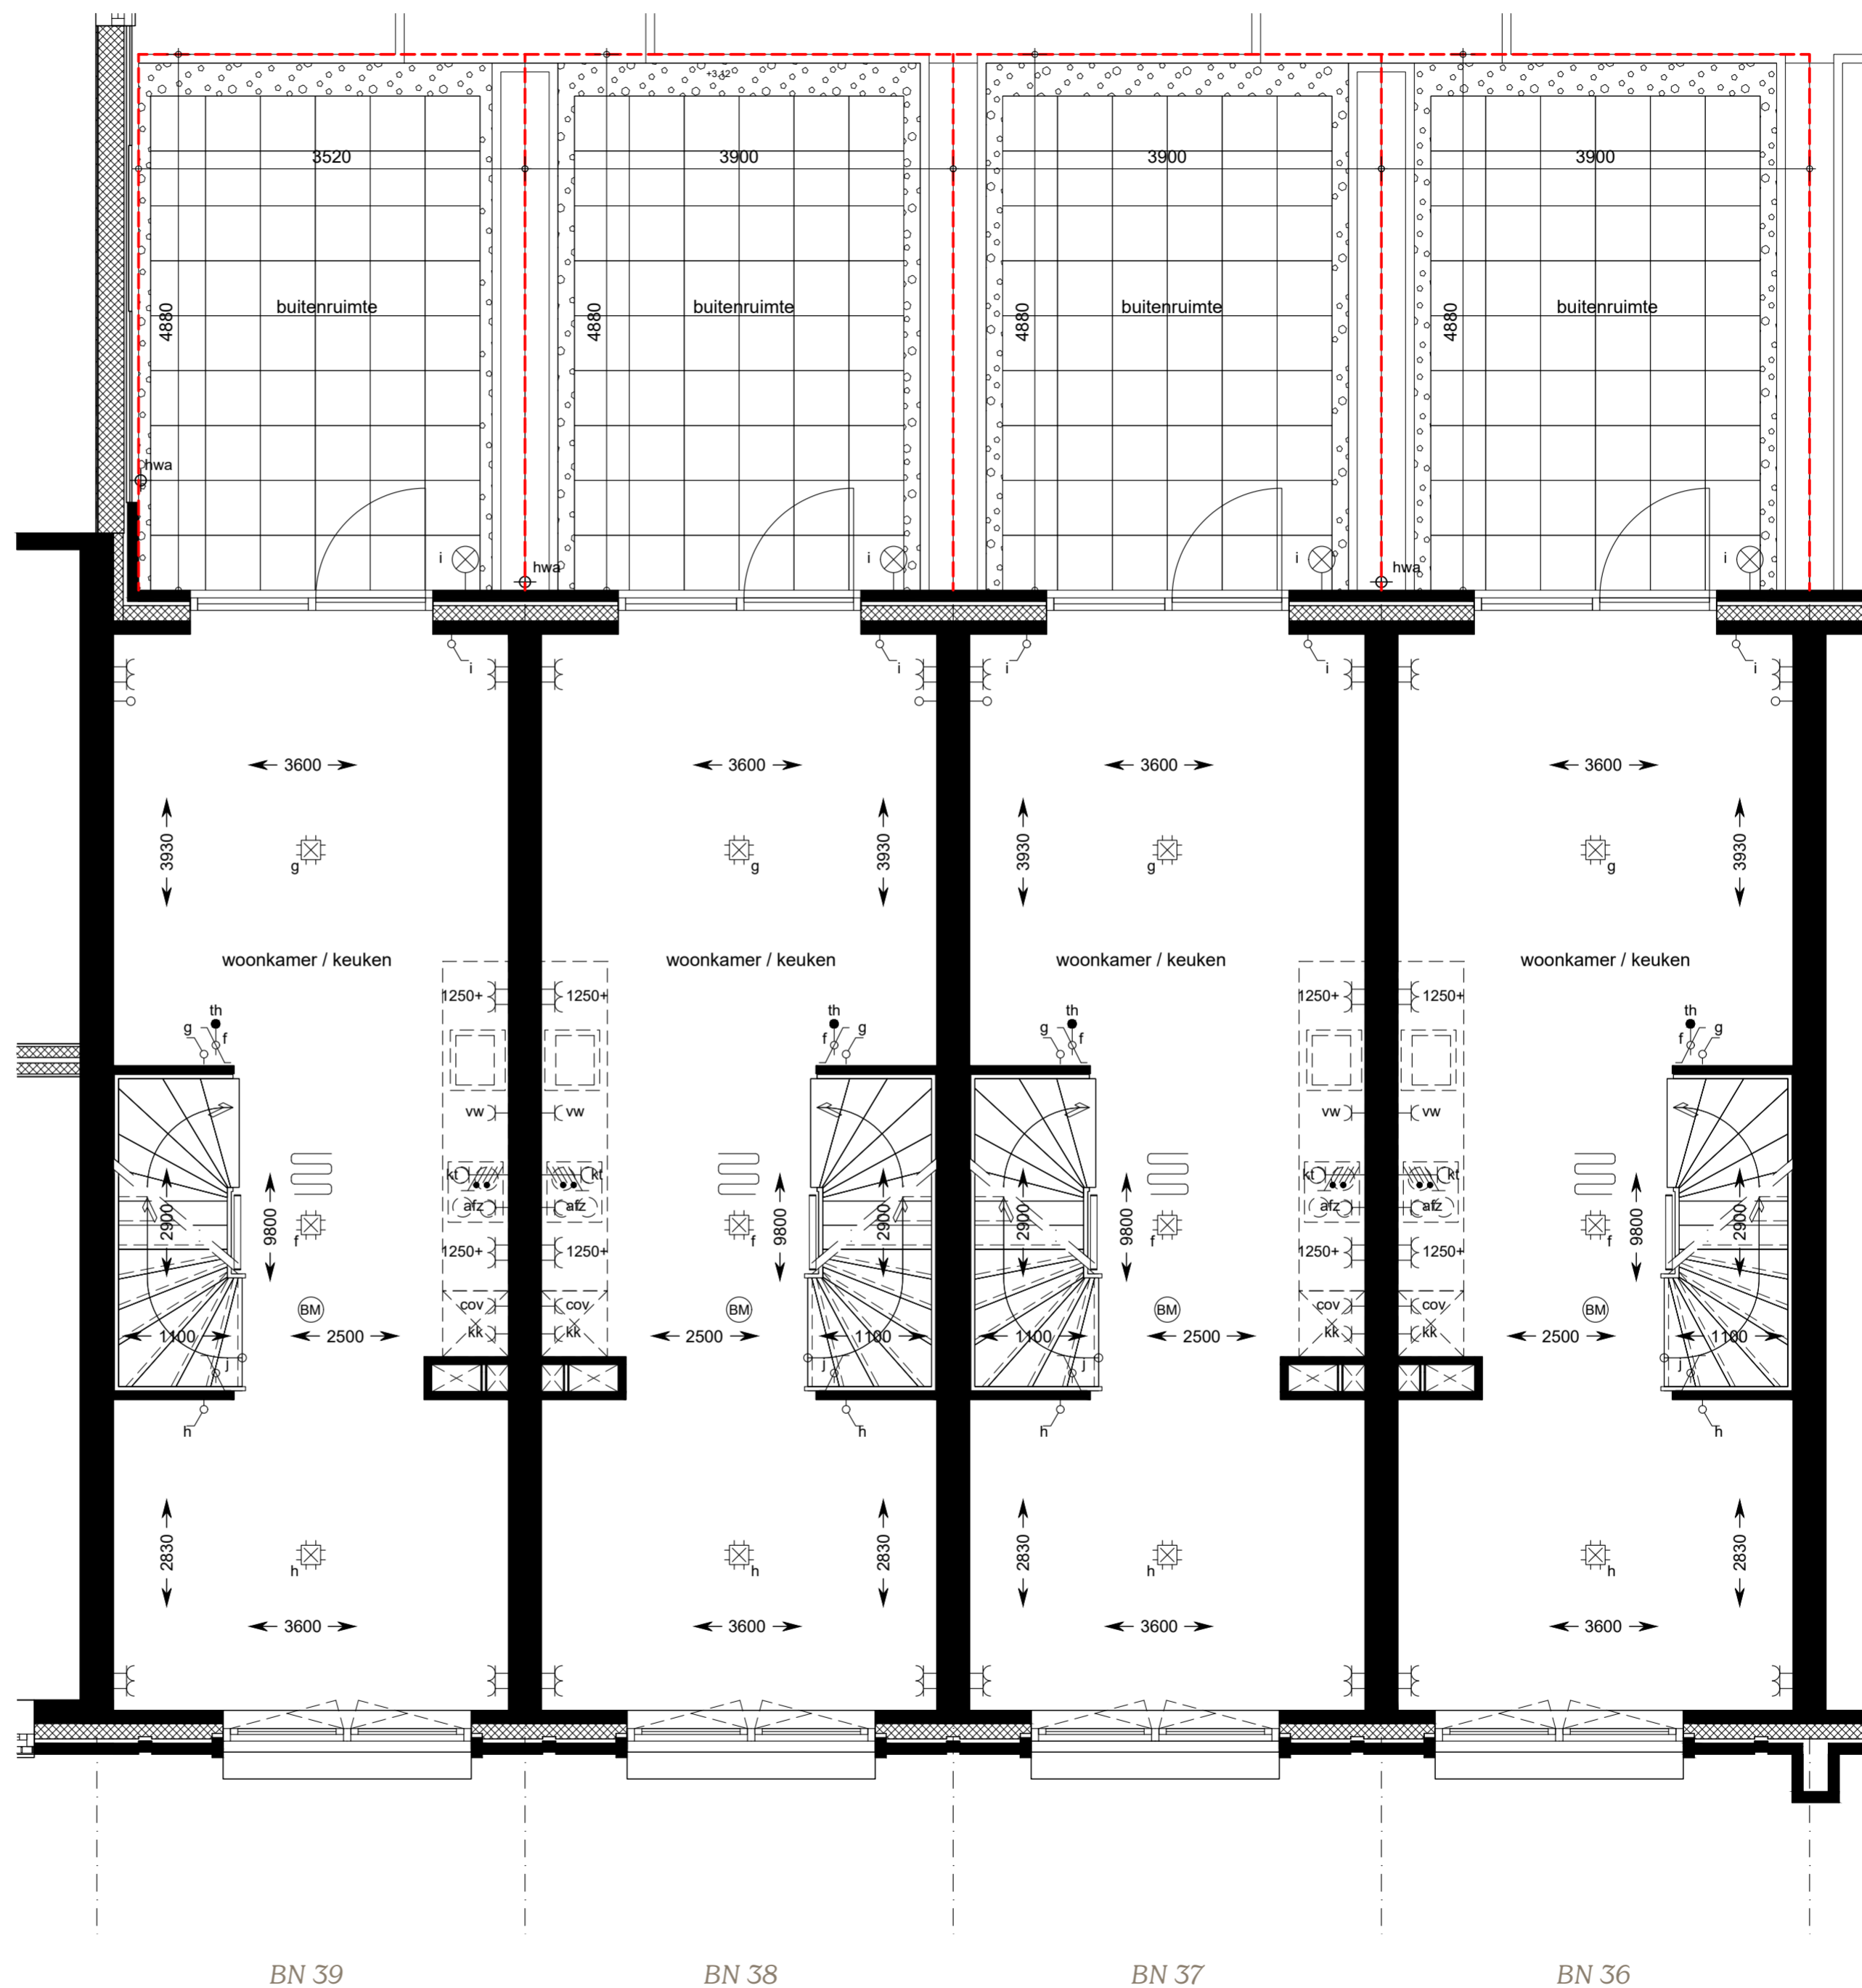 +3.12
3520 3900 3900 3900
buitenruimte buitenruimte buitenruimte buitenruimte
4880 4880 4880 4880
hwa
i i i i
hwa hwa
i i i i i
3600 3600 3600 3600
3930 3930 3930 3930
g g g g
woonkamer / keuken woonkamer / keuken woonkamer / keuken woonkamer / keuken
1250+ 1250+ 1250+ 1250+
th th th th
g f f g g f f g
vw vw vw vw
kt kt kt kt
afz afz afz afz
2900 9800 9800 2900 2900 9800 9800 2900
f f f f
1250+ 1250+ 1250+ 1250+
cov cov cov cov
BM BM BM BM
kk kk kk kk
1100 2500 2500 1100 1100 2500 2500 1100
j j j j
h h h h
2830 2830 2830 2830
h h h h
3600 3600 3600 3600
BN 39 BN 38 BN 37 BN 36